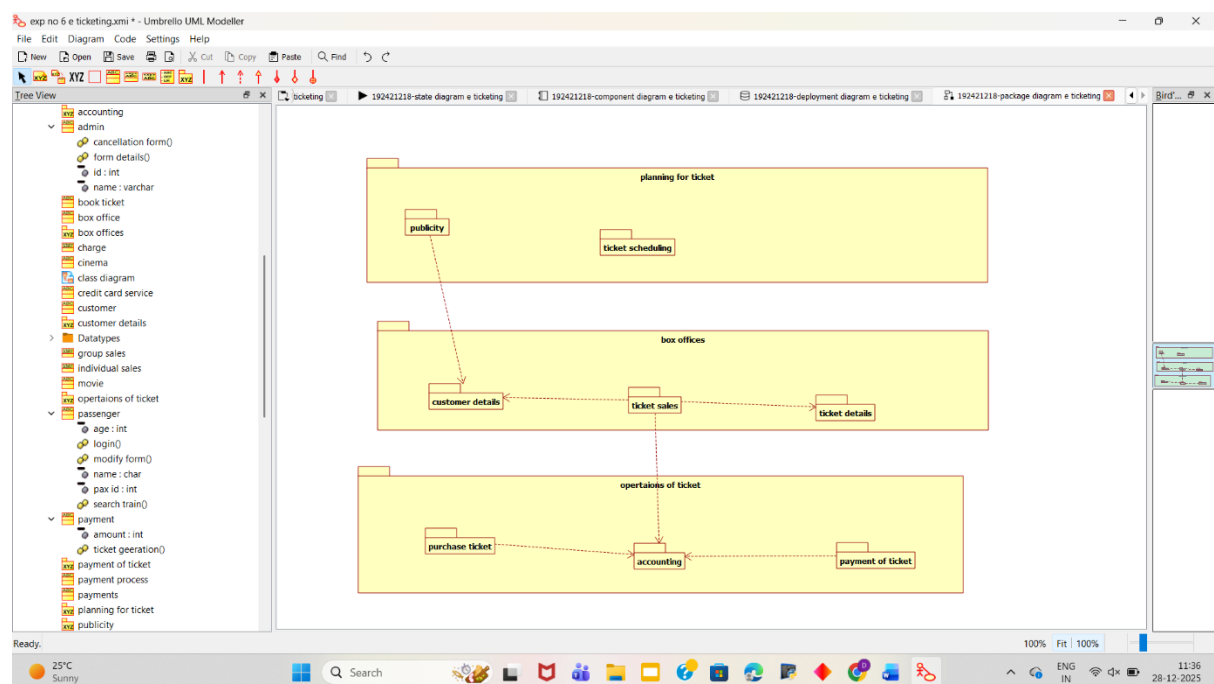 exp no 6 e ticketing.xmi * - Umbrello UML Modeller
File Edit Diagram Code Settings Help
New Open Save Cut Copy Paste Find
XYZ
Tree View
ticketing
192421218-state diagram e ticketing
192421218-component diagram e ticketing
192421218-deployment diagram e ticketing
192421218-package diagram e ticketing
Bird'...
accounting
admin
cancellation form()
form details()
id : int
name : varchar
book ticket
box office
box offices
charge
cinema
class diagram
credit card service
customer
customer details
Datatypes
group sales
individual sales
movie
opertaions of ticket
passenger
age : int
login()
modify form()
name : char
pax id : int
search train()
payment
amount : int
ticket geeration()
payment of ticket
payment process
payments
planning for ticket
publicity
planning for ticket
publicity
ticket scheduling
box offices
customer details
ticket sales
ticket details
opertaions of ticket
purchase ticket
accounting
payment of ticket
Ready.
100% Fit 100%
25°C
Sunny
Search
ENG
IN
11:36
28-12-2025